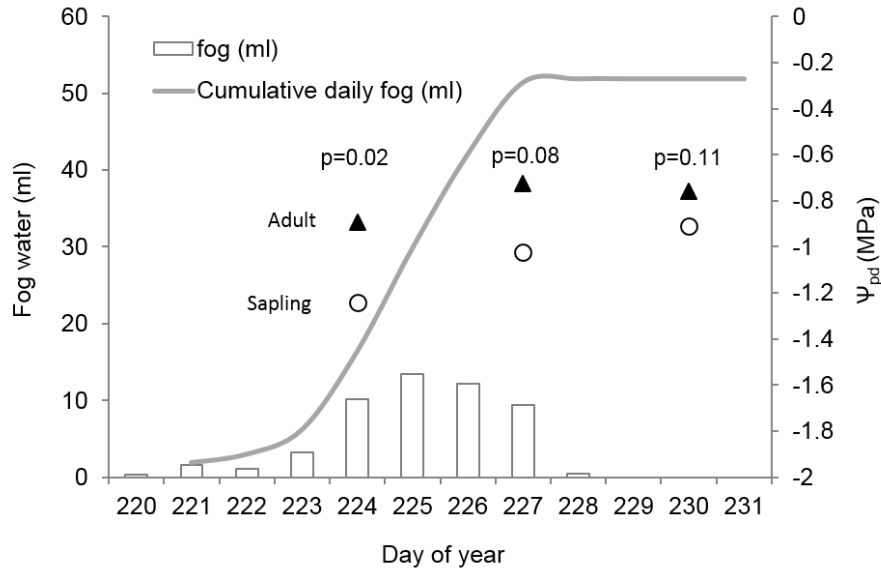 fog (ml)
Cumulative daily fog (ml)
Fog water (ml)
60
50
40
30
20
10
0
0
-0.2
-0.4
-0.6
-0.8
-1
-1.2
-1.4
-1.6
-1.8
-2
Ψpd (MPa)
p=0.02
p=0.08
p=0.11
Adult
Sapling
220 221 222 223 224 225 226 227 228 229 230 231
Day of year